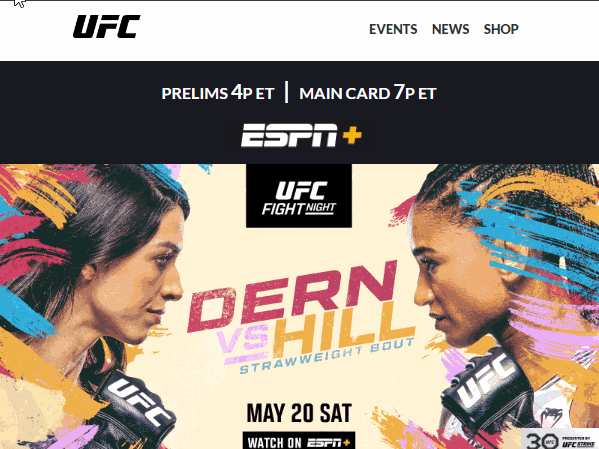 UFC
EVENTS NEWS SHOP
PRELIMS 4P ET | MAIN CARD 7P ET
ESPN+
UFC
FIGHT NIGHT
DERN
VS HILL
STRAWWEIGHT BOUT
UFC
UFC
MAY 20 SAT
WATCH ON ESPN+
30 UFC PRESENTED BY
UFC STRIKE